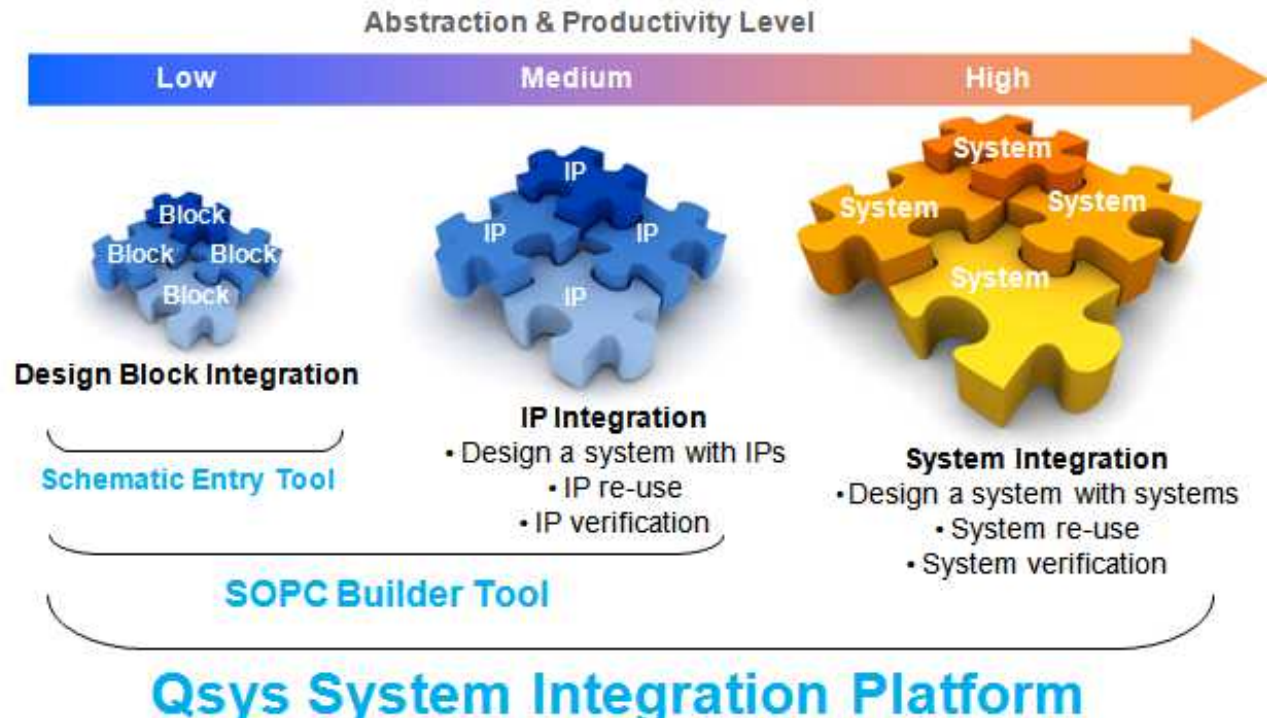 Abstraction & Productivity Level
Low
Medium
High
Block
Block
Block
Block
IP
IP
IP
IP
System
System
System
System
Design Block Integration
Schematic Entry Tool
IP Integration
• Design a system with IPs
• IP re-use
• IP verification
System Integration
• Design a system with systems
• System re-use
• System verification
SOPC Builder Tool
Qsys System Integration Platform